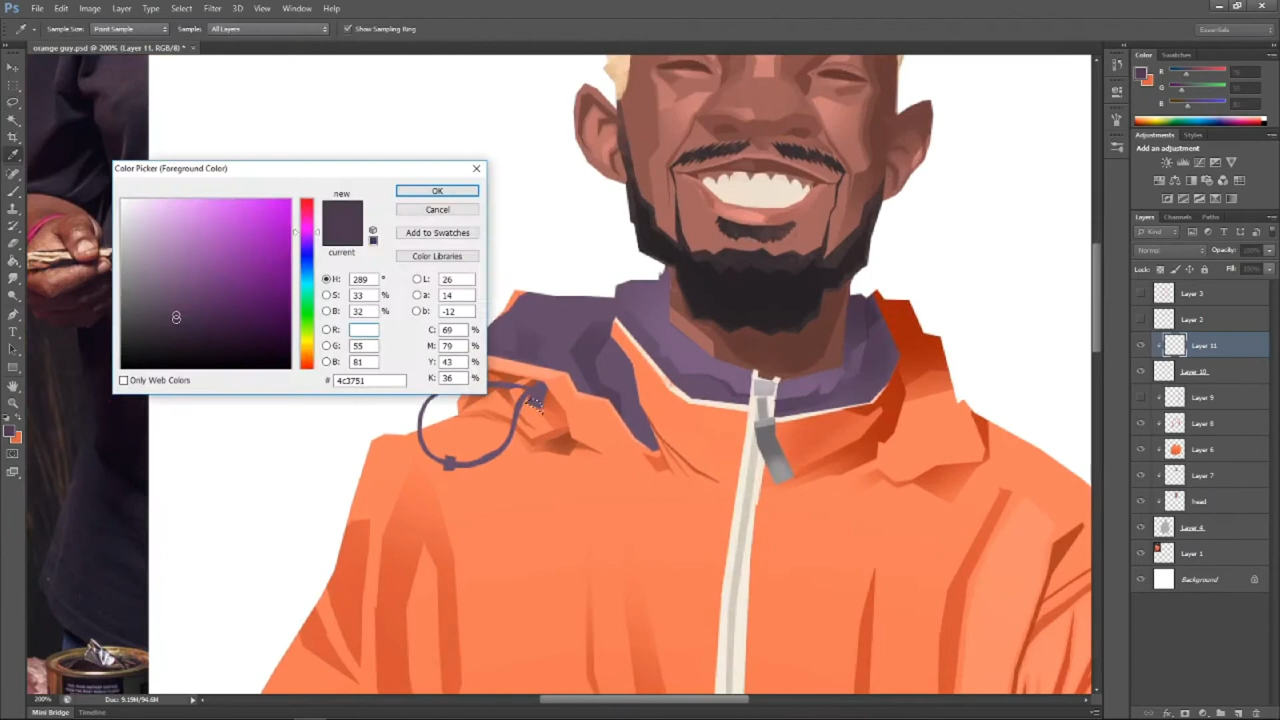 Ps File Edit Image Layer Type Select Filter 3D View Window Help
Sample Size: Point Sample Sample: All Layers Show Sampling Ring Essentials
orange guy.psd @ 200% (Layer 11, RGB/8) *
Color Swatches
R
G
B
Adjustments Styles
Add an adjustment
Layers Channels Paths
Kind
Normal Opacity: 100%
Lock: Fill: 100%
Layer 3
Layer 2
Layer 11
Layer 10
Layer 9
Layer 8
Layer 6
Layer 7
head
Layer 4
Layer 1
Background
Color Picker (Foreground Color)
new
current
OK
Cancel
Add to Swatches
Color Libraries
H: 289 ° L: 26
S: 33 % a: 14
B: 32 % b: -12
R: C: 69 %
G: 55 M: 79 %
B: 81 Y: 43 %
# 4c3751 K: 36 %
Only Web Colors
200% Doc: 9.19M/94.6M
Mini Bridge Timeline